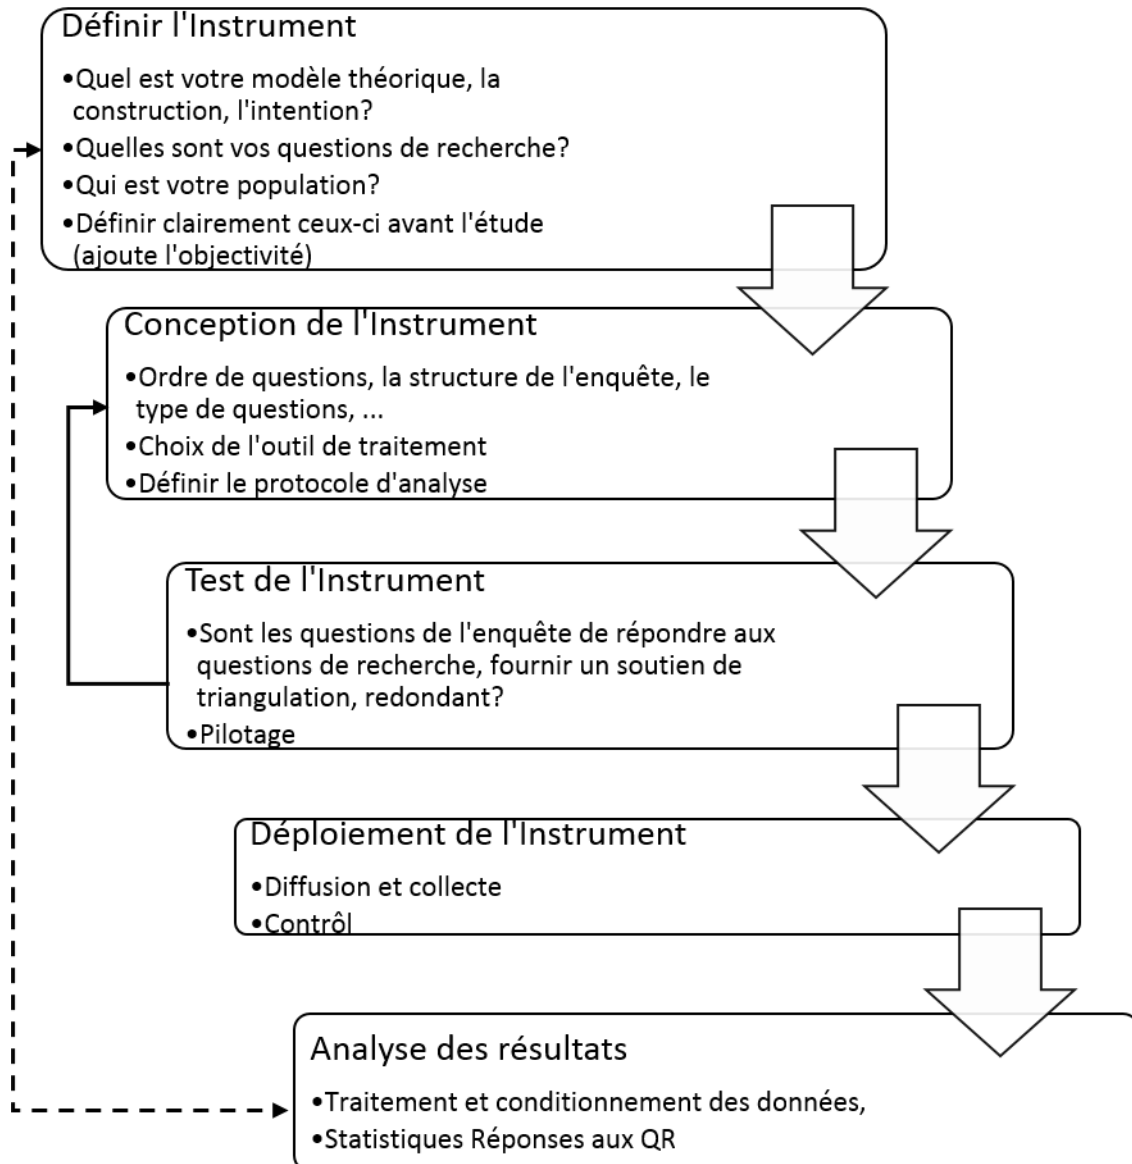 Définir l'Instrument
•Quel est votre modèle théorique, la
construction, l'intention?
•Quelles sont vos questions de recherche?
•Qui est votre population?
•Définir clairement ceux-ci avant l'étude
(ajoute l'objectivité)
Conception de l'Instrument
•Ordre de questions, la structure de l'enquête, le
type de questions, ...
•Choix de l'outil de traitement
•Définir le protocole d'analyse
Test de l'Instrument
•Sont les questions de l'enquête de répondre aux
questions de recherche, fournir un soutien de
triangulation, redondant?
•Pilotage
Déploiement de l'Instrument
•Diffusion et collecte
•Contrôl
Analyse des résultats
•Traitement et conditionnement des données,
•Statistiques Réponses aux QR